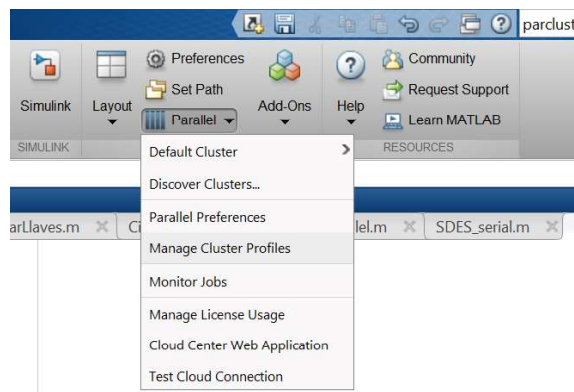 parclust
Preferences
Community
Set Path
Request Support
Simulink
Layout
Add-Ons
Help
Parallel
Learn MATLAB
SIMULINK
RESOURCES
Default Cluster
Discover Clusters...
Parallel Preferences
arLlaves.m
Ci
lel.m
SDES_serial.m
Manage Cluster Profiles
Monitor Jobs
Manage License Usage
Cloud Center Web Application
Test Cloud Connection